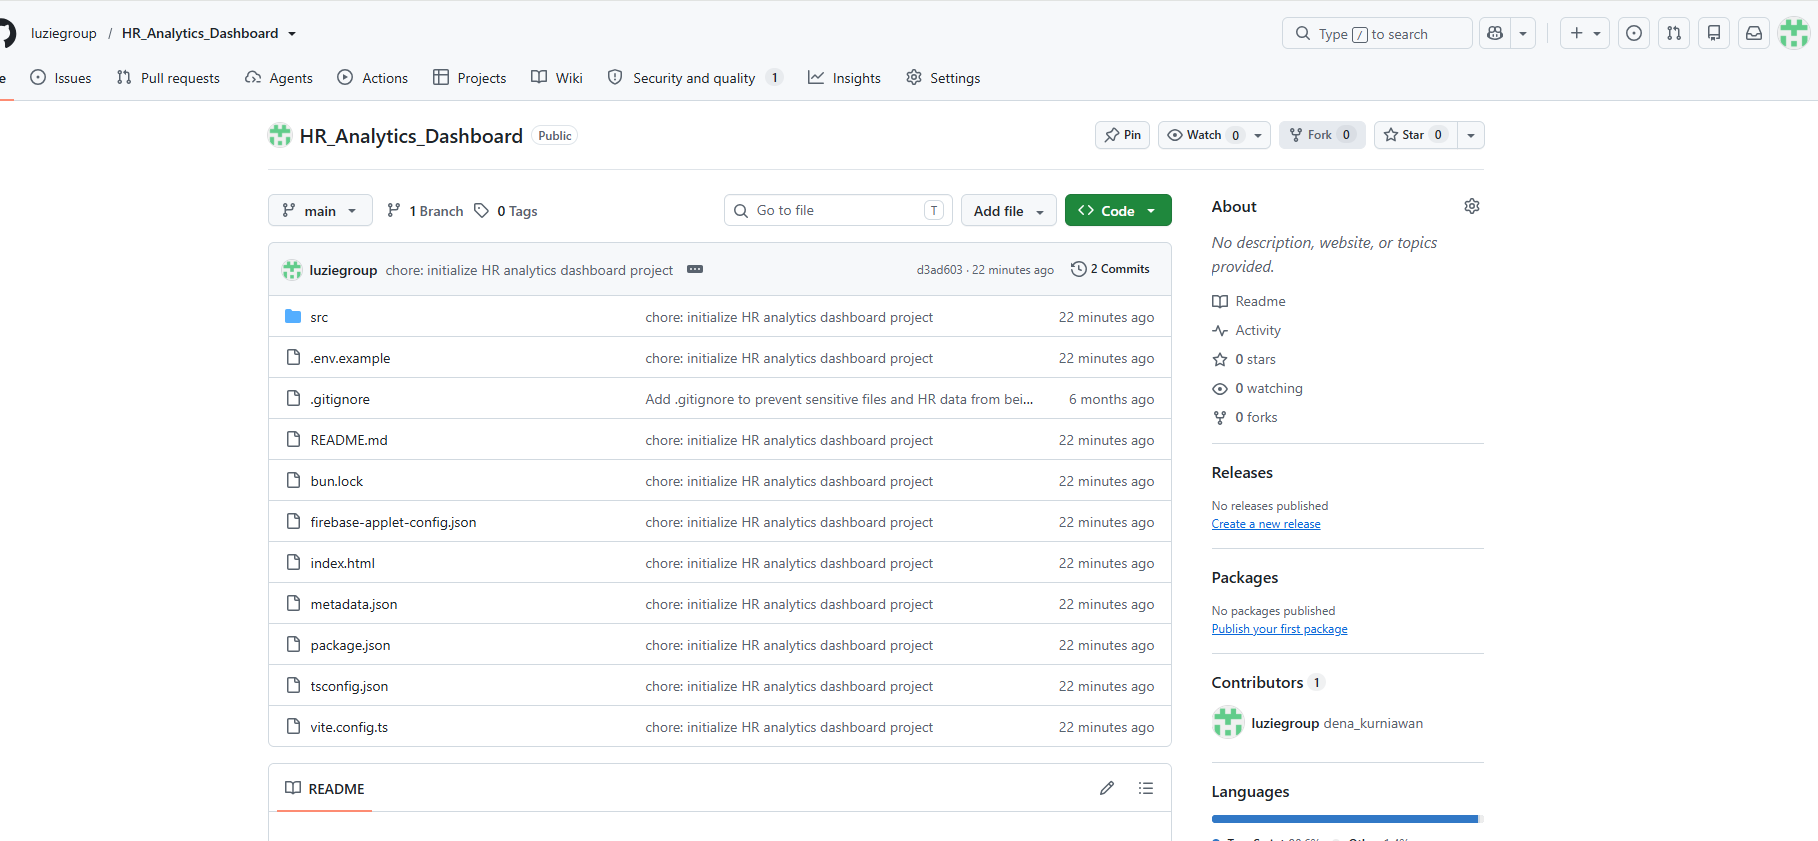 luziegroup / HR_Analytics_Dashboard
Type / to search
e Issues Pull requests Agents Actions Projects Wiki Security and quality 1 Insights Settings
HR_Analytics_Dashboard Public
Pin Watch 0 Fork 0 Star 0
main 1 Branch 0 Tags Go to file T Add file Code
luziegroup chore: initialize HR analytics dashboard project d3ad603 · 22 minutes ago 2 Commits
src chore: initialize HR analytics dashboard project 22 minutes ago
.env.example chore: initialize HR analytics dashboard project 22 minutes ago
.gitignore Add .gitignore to prevent sensitive files and HR data from bei... 6 months ago
README.md chore: initialize HR analytics dashboard project 22 minutes ago
bun.lock chore: initialize HR analytics dashboard project 22 minutes ago
firebase-applet-config.json chore: initialize HR analytics dashboard project 22 minutes ago
index.html chore: initialize HR analytics dashboard project 22 minutes ago
metadata.json chore: initialize HR analytics dashboard project 22 minutes ago
package.json chore: initialize HR analytics dashboard project 22 minutes ago
tsconfig.json chore: initialize HR analytics dashboard project 22 minutes ago
vite.config.ts chore: initialize HR analytics dashboard project 22 minutes ago
README
About
No description, website, or topics
provided.
Readme
Activity
0 stars
0 watching
0 forks
Releases
No releases published
Create a new release
Packages
No packages published
Publish your first package
Contributors 1
luziegroup dena_kurniawan
Languages